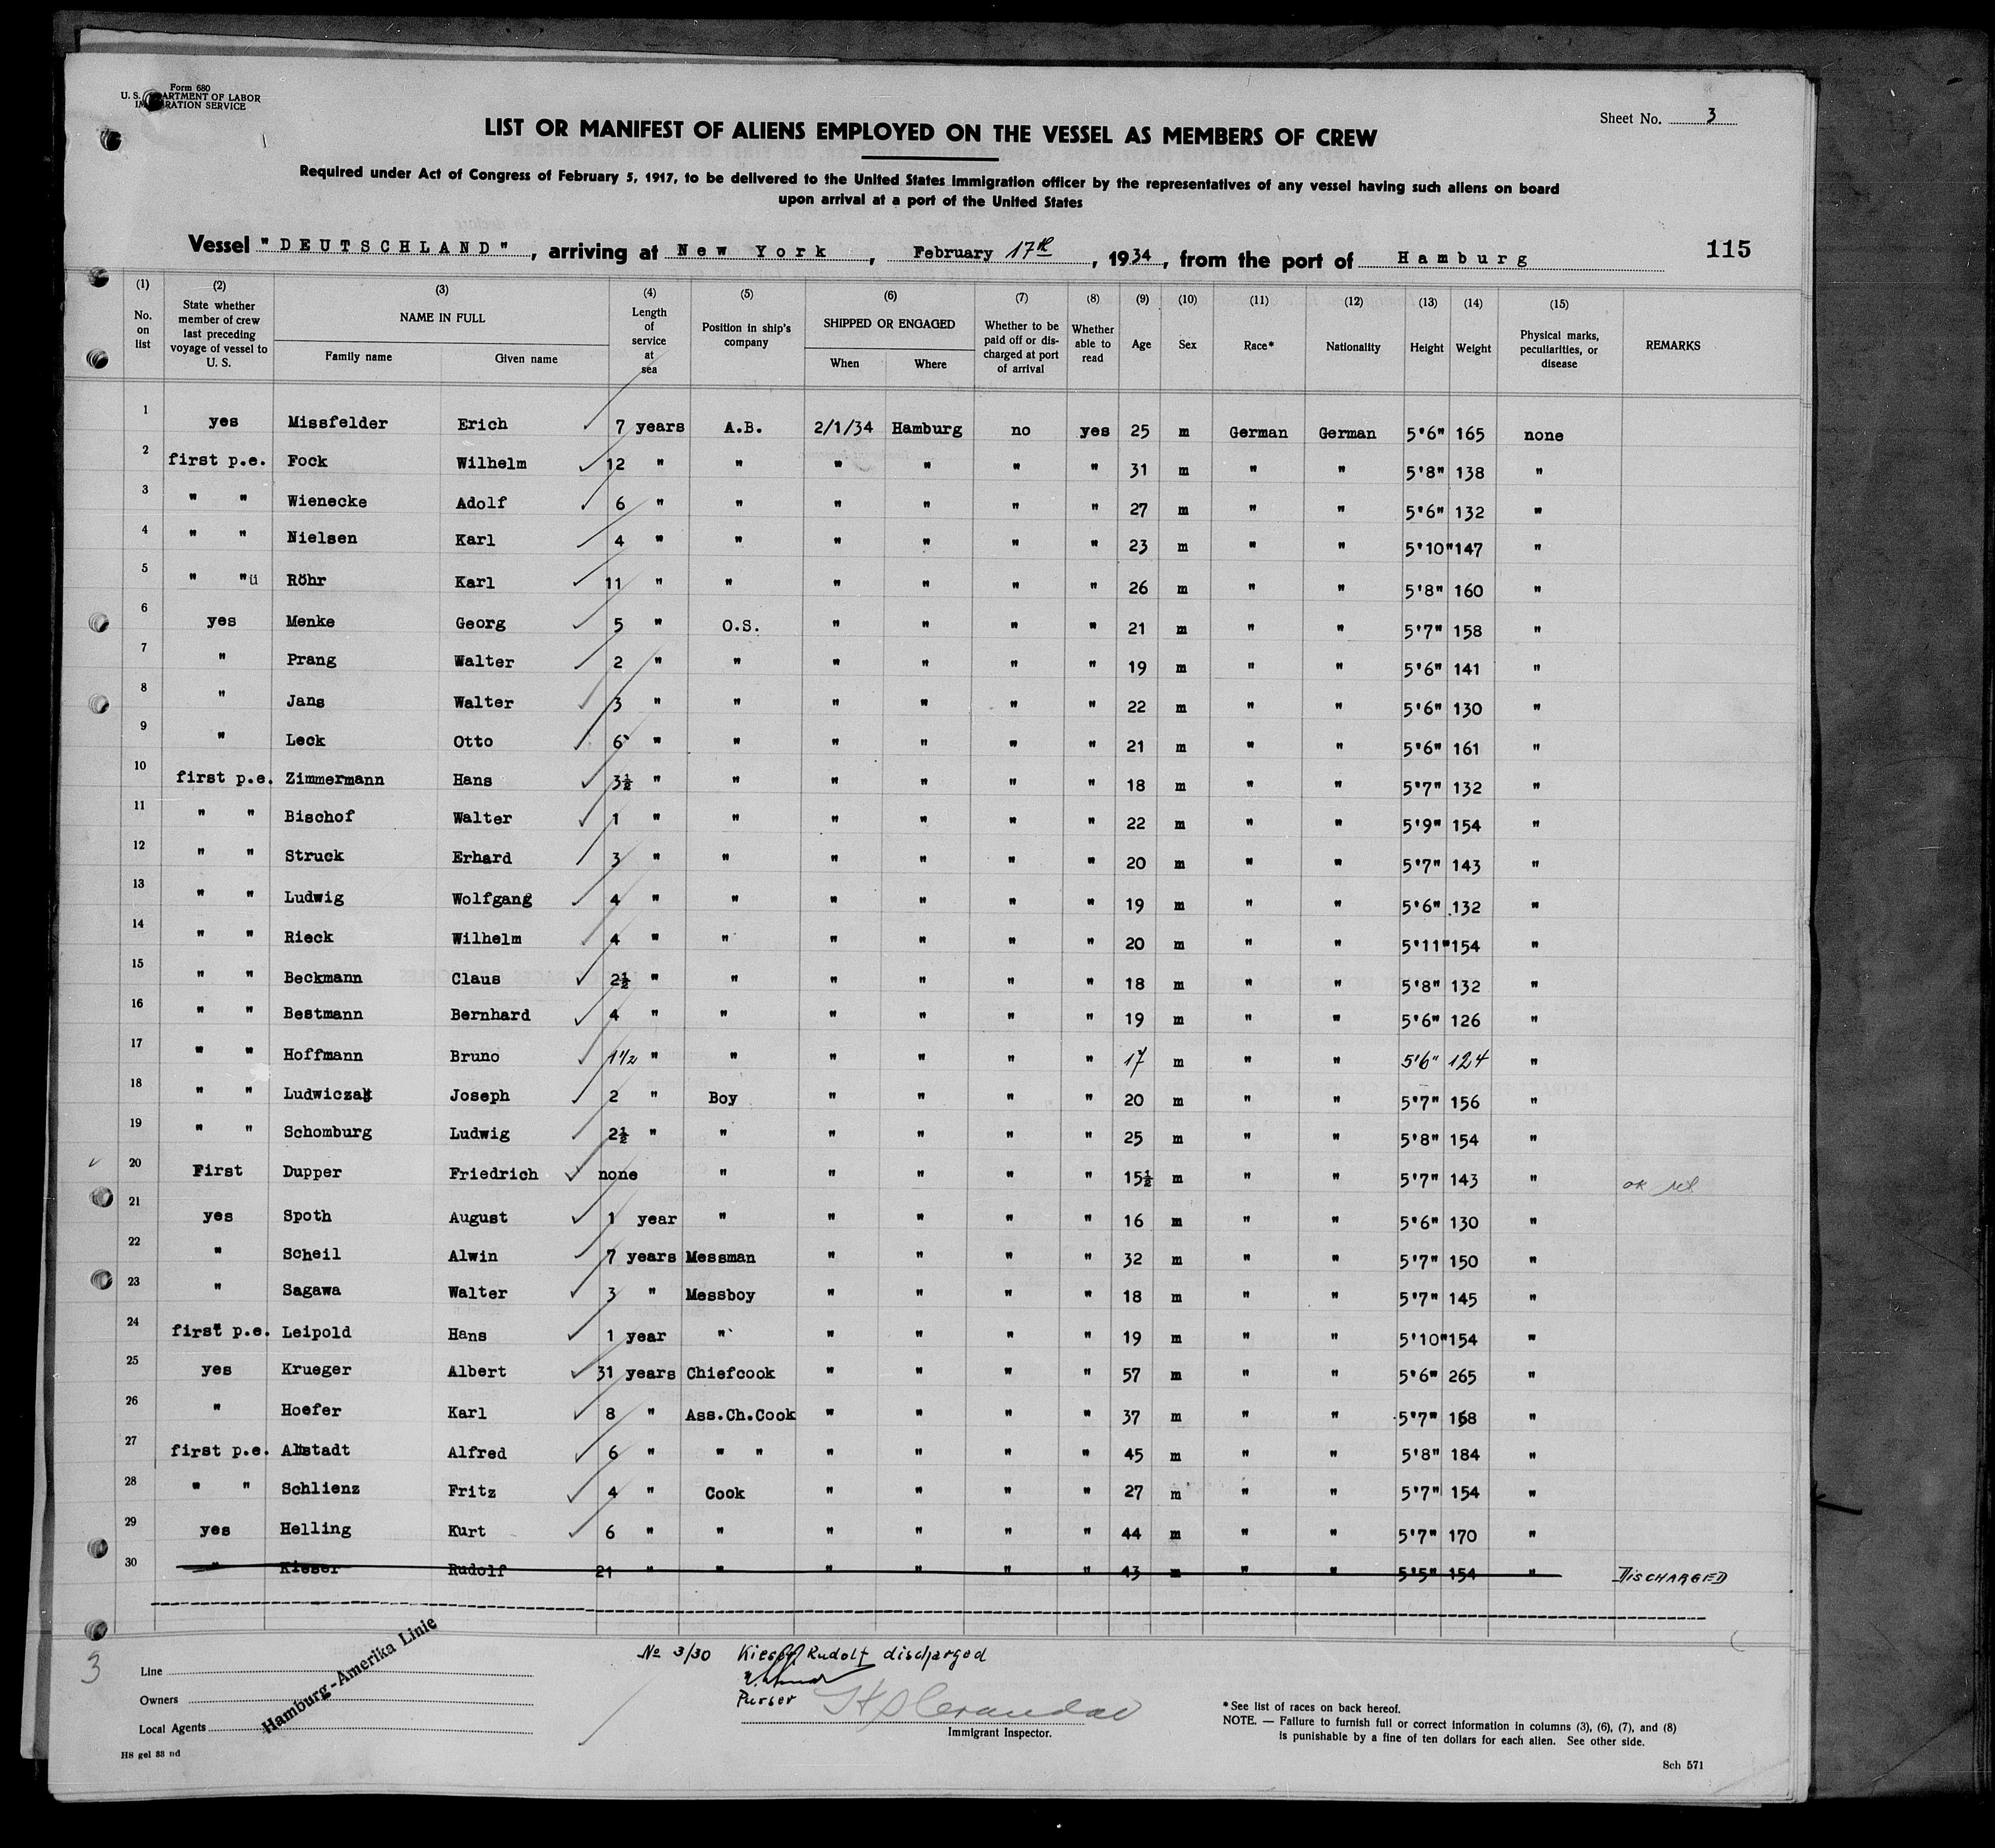 Form 680
U. S. DEPARTMENT OF LABOR
IMMIGRATION SERVICE
Sheet No. 3
LIST OR MANIFEST OF ALIENS EMPLOYED ON THE VESSEL AS MEMBERS OF CREW
Required under Act of Congress of February 5, 1917, to be delivered to the United States immigration officer by the representatives of any vessel having such aliens on board
upon arrival at a port of the United States
Vessel "DEUTSCHLAND", arriving at New York, February 17th, 1934, from the port of Hamburg 115
(1) No. on list (2) State whether member of crew last preceding voyage of vessel to U. S. (3) NAME IN FULL Family name Given name (4) Length of service at sea (5) Position in ship's company (6) SHIPPED OR ENGAGED When Where (7) Whether to be paid off or discharged at port of arrival (8) Whether able to read (9) Age (10) Sex (11) Race* (12) Nationality (13) Height (14) Weight (15) Physical marks, peculiarities, or disease REMARKS
1 yes Missfelder Erich 7 years A.B. 2/1/34 Hamburg no yes 25 m German German 5'6" 165 none
2 first p.e. Fock Wilhelm 12 " " " " " " 31 m " " 5'8" 138 "
3 " " Wienecke Adolf 6 " " " " " " 27 m " " 5'6" 132 "
4 " " Nielsen Karl 4 " " " " " " 23 m " " 5'10" 147 "
5 " "ü Röhr Karl 11 " " " " " " 26 m " " 5'8" 160 "
6 yes Menke Georg 5 " O.S. " " " " 21 m " " 5'7" 158 "
7 " Prang Walter 2 " " " " " " 19 m " " 5'6" 141 "
8 " Jans Walter 3 " " " " " " 22 m " " 5'6" 130 "
9 " Leck Otto 6 " " " " " " 21 m " " 5'6" 161 "
10 first p.e. Zimmermann Hans 3½ " " " " " " 18 m " " 5'7" 132 "
11 " " Bischof Walter 1 " " " " " " 22 m " " 5'9" 154 "
12 " " Struck Erhard 3 " " " " " " 20 m " " 5'7" 143 "
13 " " Ludwig Wolfgang 4 " " " " " " 19 m " " 5'6" 132 "
14 " " Rieck Wilhelm 4 " " " " " " 20 m " " 5'11" 154 "
15 " " Beckmann Claus 2½ " " " " " " 18 m " " 5'8" 132 "
16 " " Bestmann Bernhard 4 " " " " " " 19 m " " 5'6" 126 "
17 " " Hoffmann Bruno 1½ " " " " " " 17 m " " 5'6" 124 "
18 " " Ludwiczak Joseph 2 " Boy " " " " 20 m " " 5'7" 156 "
19 " " Schomburg Ludwig 2½ " " " " " " 25 m " " 5'8" 154 "
20 First Dupper Friedrich none " " " " " 15½ m " " 5'7" 143 " ok
21 yes Spoth August 1 year " " " " " 16 m " " 5'6" 130 "
22 " Scheil Alwin 7 years Messman " " " " 32 m " " 5'7" 150 "
23 " Sagawa Walter 3 " Messboy " " " " 18 m " " 5'7" 145 "
24 first p.e. Leipold Hans 1 year " " " " " 19 m " " 5'10" 154 "
25 yes Krueger Albert 31 years Chiefcook " " " " 57 m " " 5'6" 265 "
26 " Hoefer Karl 8 " Ass.Ch.Cook " " " " 37 m " " 5'7" 168 "
27 first p.e. Altstadt Alfred 6 " " " " " " " 45 m " " 5'8" 184 "
28 " " Schlienz Fritz 4 " Cook " " " " 27 m " " 5'7" 154 "
29 yes Helling Kurt 6 " " " " " " 44 m " " 5'7" 170 "
30 " Kieser Rudolf 21 " " " " " " 43 m " " 5'5" 154 " DISCHARGED
No 3/30 Kieser, Rudolf discharged
Purser
3
Line
Owners
Local Agents
Hamburg-Amerika Linie
Immigrant Inspector.
*See list of races on back hereof.
NOTE. — Failure to furnish full or correct information in columns (3), (6), (7), and (8)
is punishable by a fine of ten dollars for each alien. See other side.
H8 gel 33 nd
Sch 571